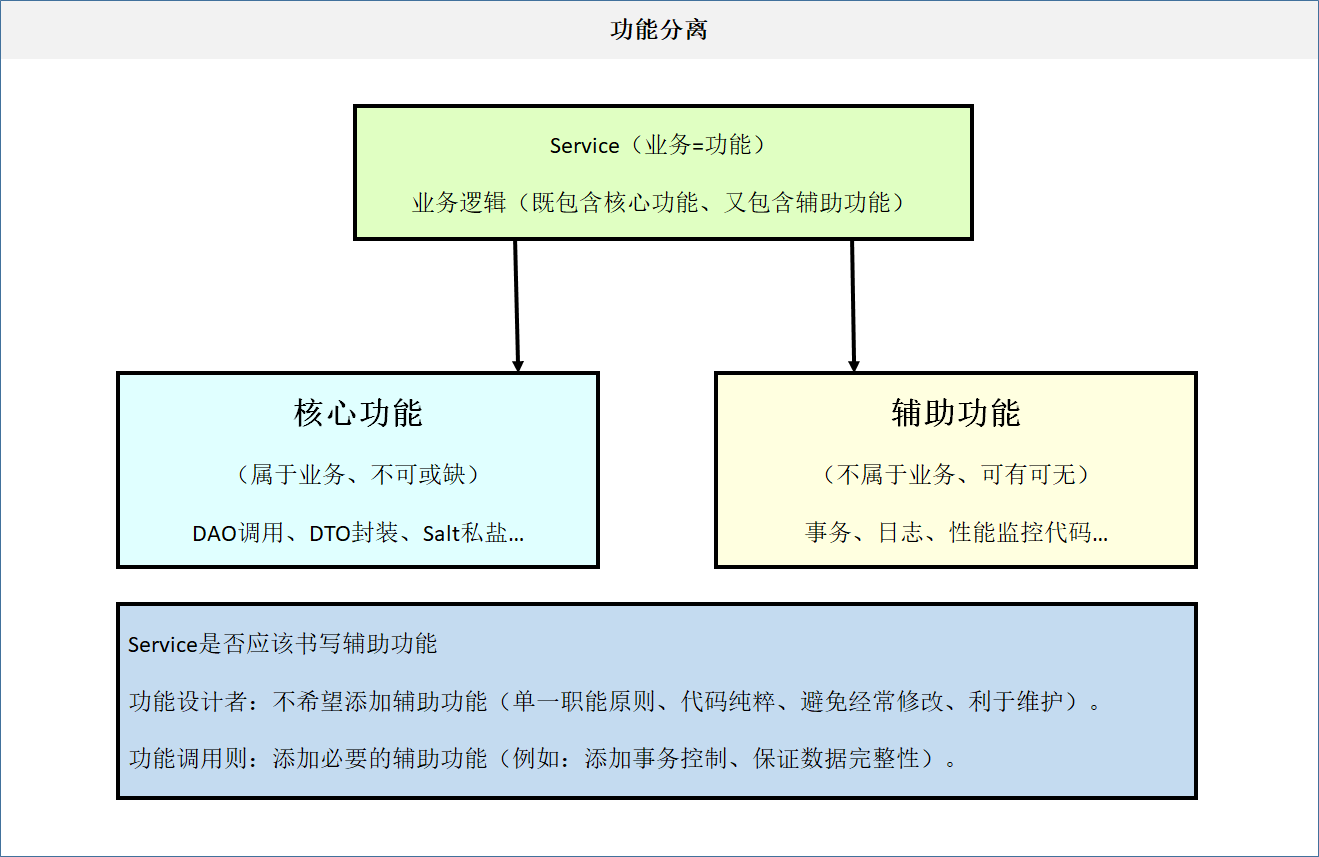 功能分离
Service（业务=功能）
业务逻辑（既包含核心功能、又包含辅助功能）
核心功能
（属于业务、不可或缺）
DAO调用、DTO封装、Salt私盐...
辅助功能
（不属于业务、可有可无）
事务、日志、性能监控代码...
Service是否应该书写辅助功能
功能设计者：不希望添加辅助功能（单一职能原则、代码纯粹、避免经常修改、利于维护）。
功能调用则：添加必要的辅助功能（例如：添加事务控制、保证数据完整性）。